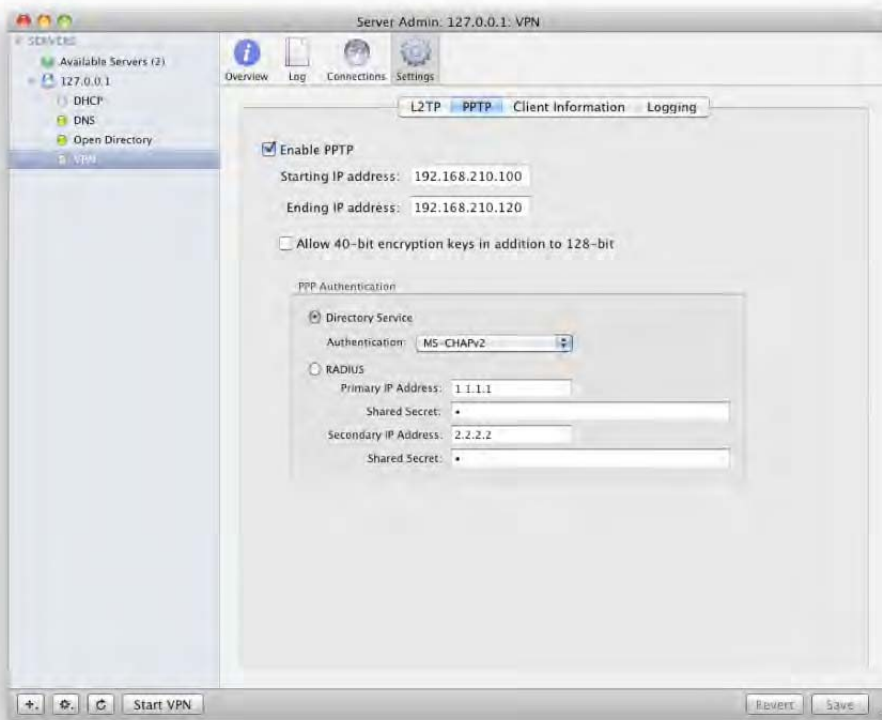 Server Admin: 127.0.0.1: VPN
SERVERS
Available Servers (2)
127.0.0.1
DHCP
DNS
Open Directory
VPN
Overview
Log
Connections
Settings
L2TP
PPTP
Client Information
Logging
Enable PPTP
Starting IP address: 192.168.210.100
Ending IP address: 192.168.210.120
Allow 40-bit encryption keys in addition to 128-bit
PPP Authentication
Directory Service
Authentication: MS-CHAPv2
RADIUS
Primary IP Address: 1.1.1.1
Shared Secret: •
Secondary IP Address: 2.2.2.2
Shared Secret: •
Start VPN
Revert
Save